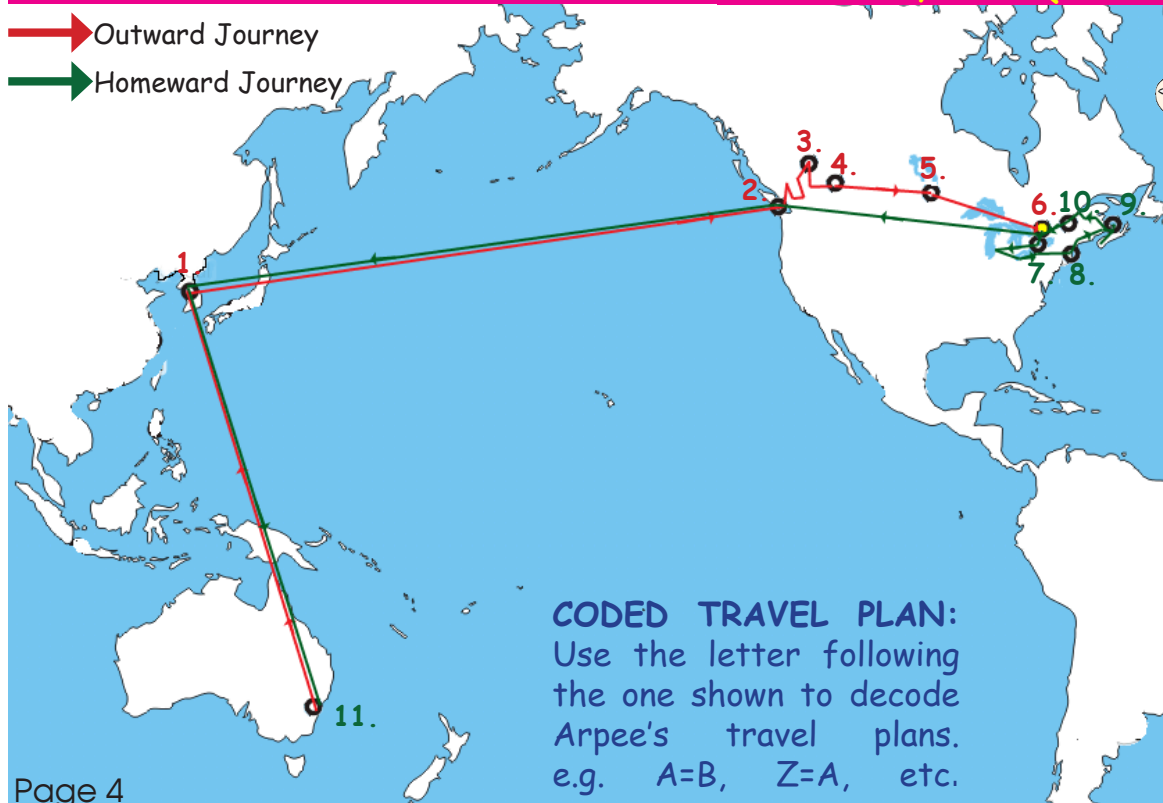 Outward Journey
Homeward Journey
3.
4.
5.
2.
6.
10
9.
7.
8.
1.
11.
CODED TRAVEL PLAN:
Use the letter following
the one shown to decode
Arpee's travel plans.
e.g. A=B, Z=A, etc.
Page 4